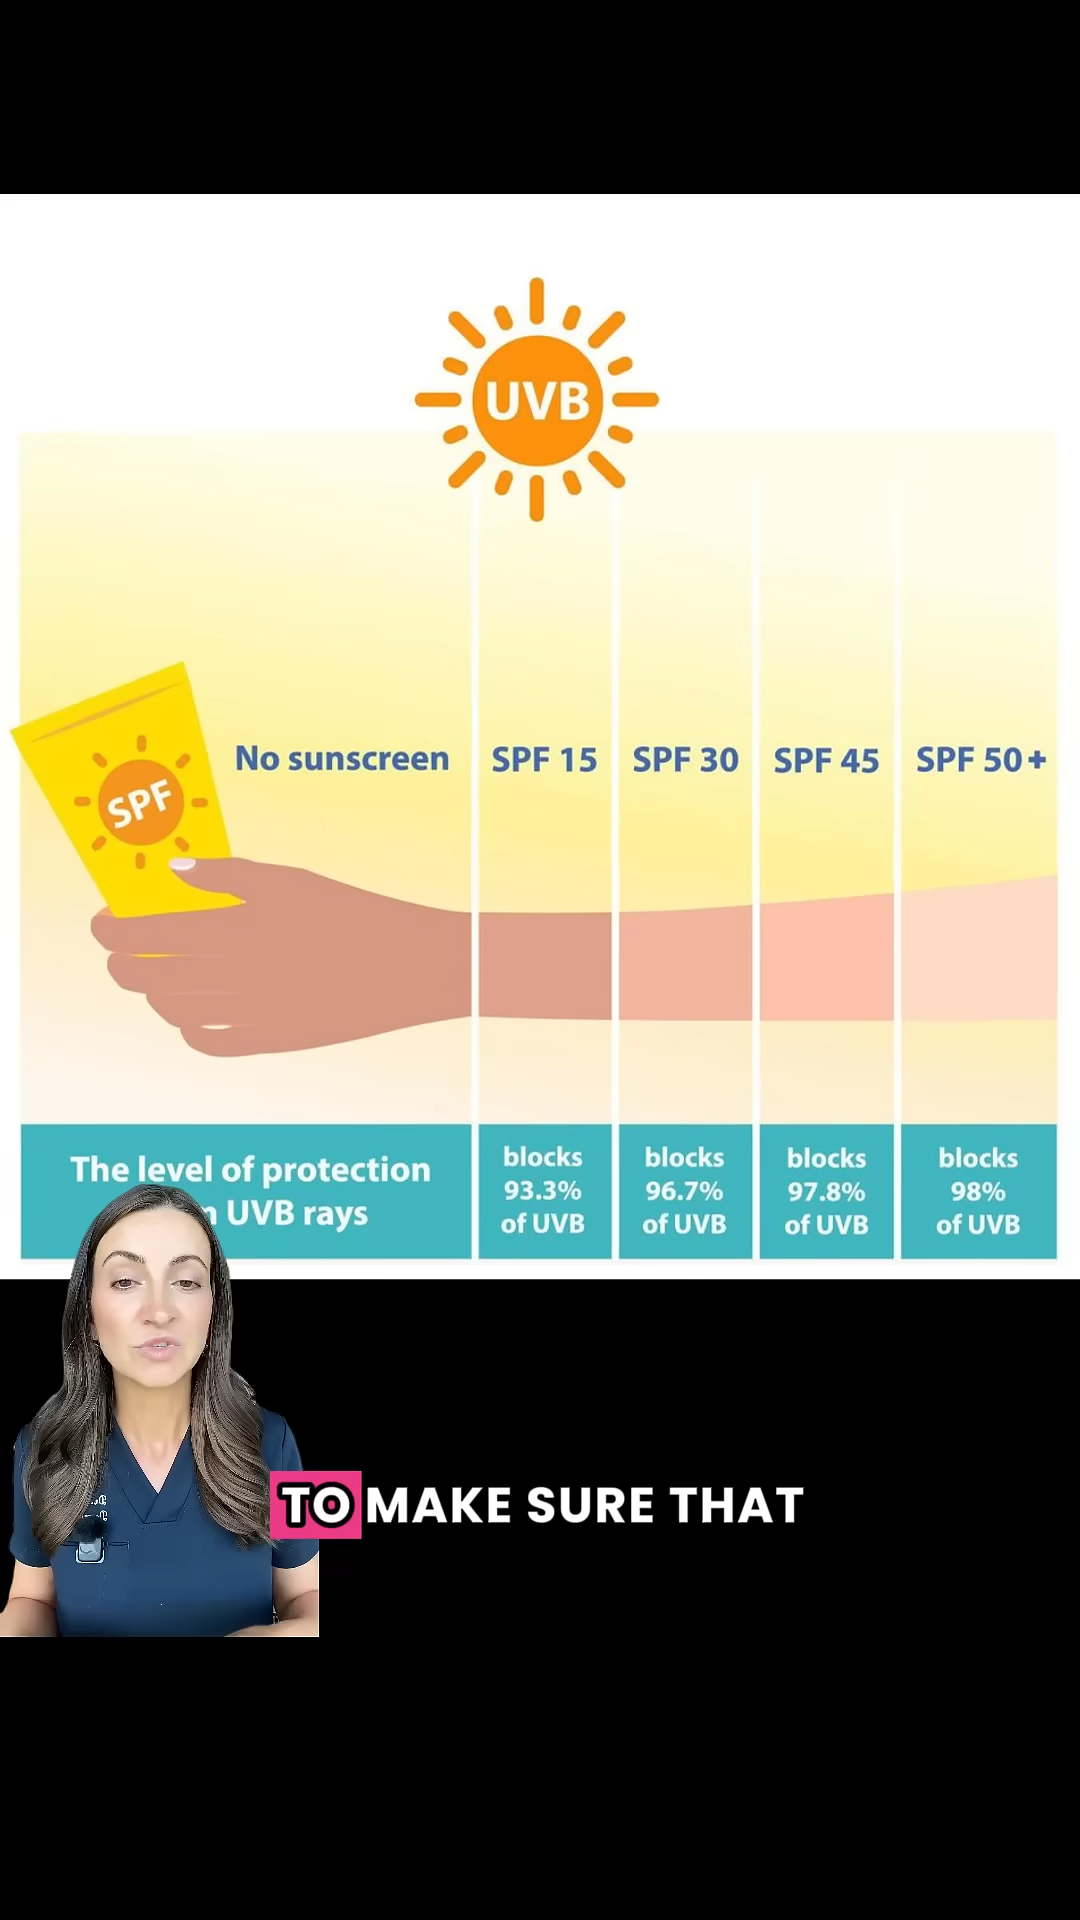 UVB
SPF
No sunscreen
SPF 15
SPF 30
SPF 45
SPF 50+
The level of protection
UVB rays
blocks
93.3%
of UVB
blocks
96.7%
of UVB
blocks
97.8%
of UVB
blocks
98%
of UVB
TO MAKE SURE THAT